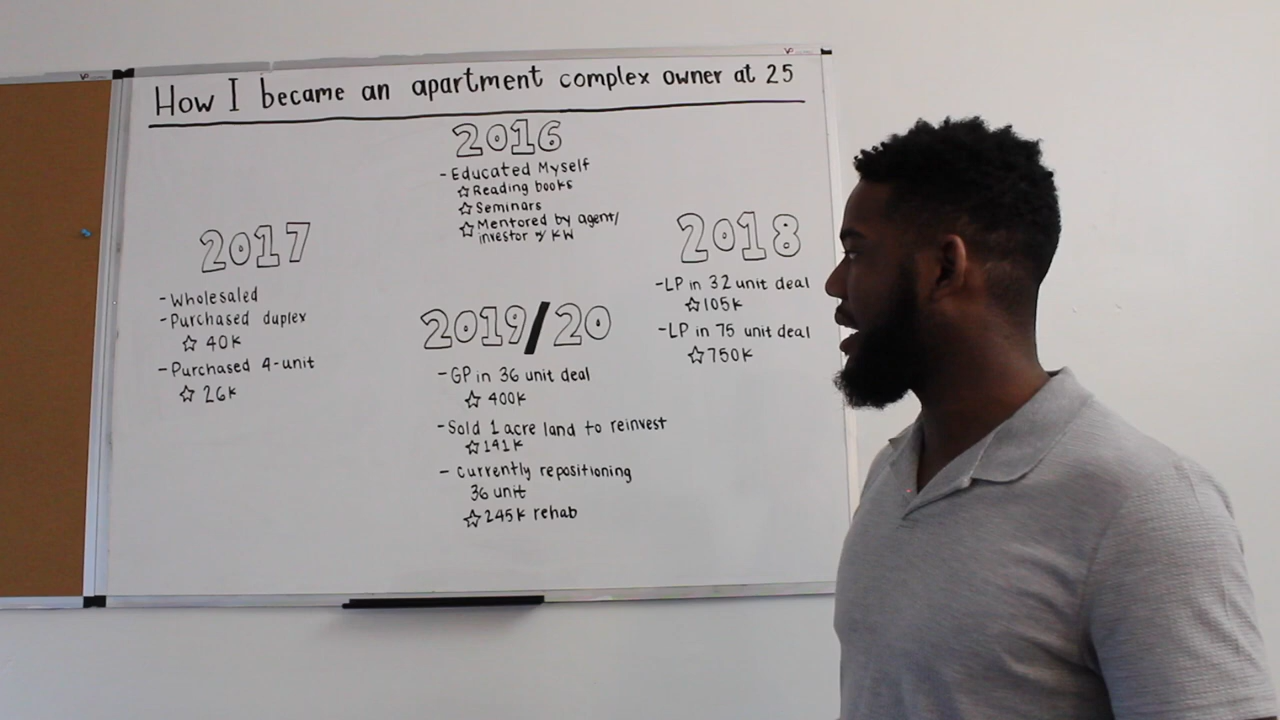 How I became an apartment complex owner at 25
2016
- Educated Myself
☆ Reading books
☆ Seminars
☆ Mentored by agent/
investor w/ KW
2017
- Wholesaled
- Purchased duplex
☆ 40K
- Purchased 4-unit
☆ 26K
2018
- LP in 32 unit deal
☆ 105K
- LP in 75 unit deal
☆ 750K
2019/20
- GP in 36 unit deal
☆ 400K
- Sold 1 acre land to reinvest
☆ 141K
- Currently repositioning
36 unit
☆ 245K rehab